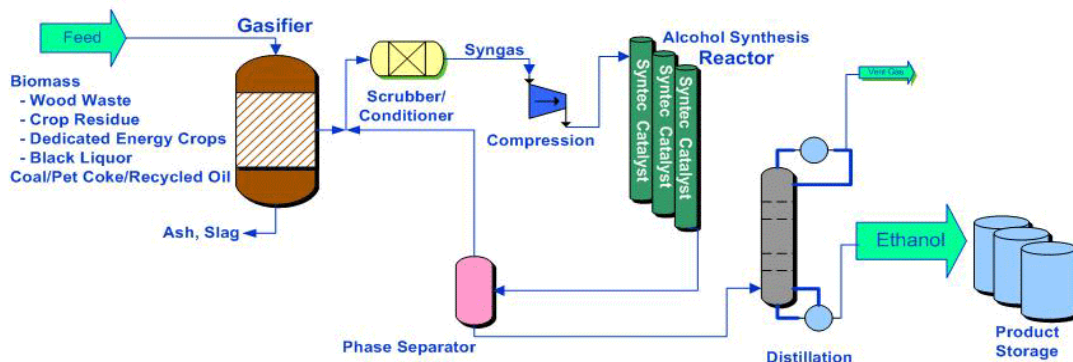 Feed
Gasifier
Biomass
- Wood Waste
- Crop Residue
- Dedicated Energy Crops
- Black Liquor
Coal/Pet Coke/Recycled Oil
Ash, Slag
Scrubber/
Conditioner
Syngas
Compression
Alcohol Synthesis
Reactor
Syntec Catalyst
Syntec Catalyst
Syntec Catalyst
Vent Gas
Phase Separator
Distillation
Ethanol
Product
Storage